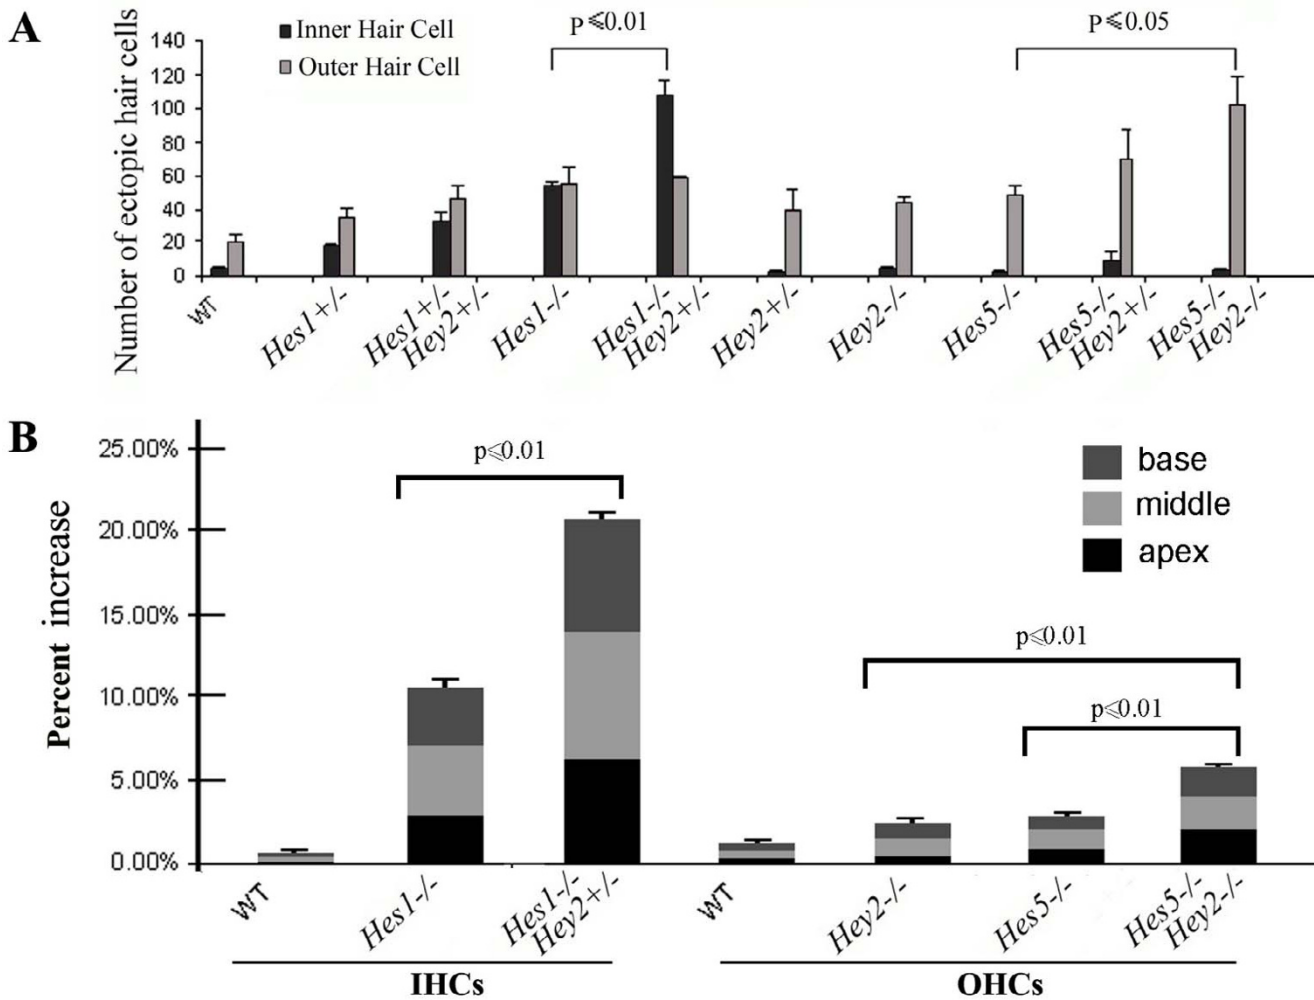 A
Number of ectopic hair cells
140
120
100
80
60
40
20
0
Inner Hair Cell
Outer Hair Cell
P ⩽0.01
P ⩽ 0.05
WT
Hes1+/-
Hes1+/-
Hey2+/-
Hes1-/-
Hes1-/-
Hey2+/-
Hey2+/-
Hey2-/-
Hes5-/-
Hes5-/-
Hey2+/-
Hes5-/-
Hey2-/-
B
Percent increase
25.00%
20.00%
15.00%
10.00%
5.00%
0.00%
p⩽0.01
base
middle
apex
p⩽0.01
p⩽0.01
WT
Hes1-/-
Hes1-/-
Hey2+/-
WT
Hey2-/-
Hes5-/-
Hes5-/-
Hey2-/-
IHCs
OHCs